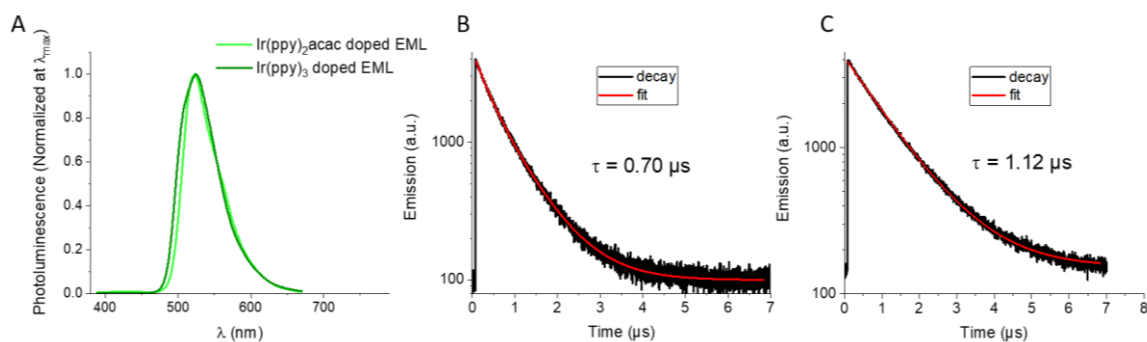 A
Photoluminescence (Normalized at λmax)
1.0
0.8
0.6
0.4
0.2
0.0
400
500
600
700
λ (nm)
Ir(ppy)₂acac doped EML
Ir(ppy)₃ doped EML
B
Emission (a.u.)
1000
100
0
1
2
3
4
5
6
7
Time (µs)
decay
fit
τ = 0.70 µs
C
Emission (a.u.)
1000
100
0
1
2
3
4
5
6
7
8
Time (µs)
decay
fit
τ = 1.12 µs